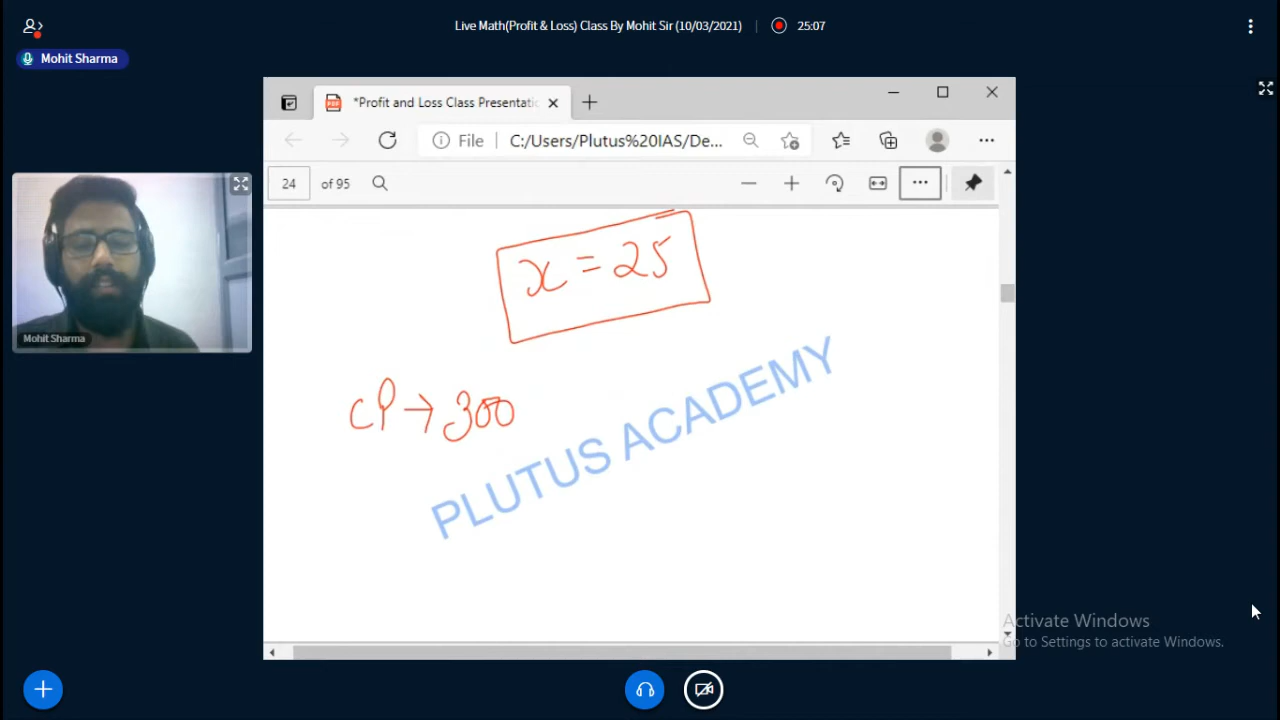 Live Math(Profit & Loss) Class By Mohit Sir (10/03/2021)
25:07
Mohit Sharma
*Profit and Loss Class Presentatic
File
C:/Users/Plutus%20IAS/De...
24
of 95
x = 25
Mohit Sharma
CP → 300
PLUTUS ACADEMY
Activate Windows
Go to Settings to activate Windows.